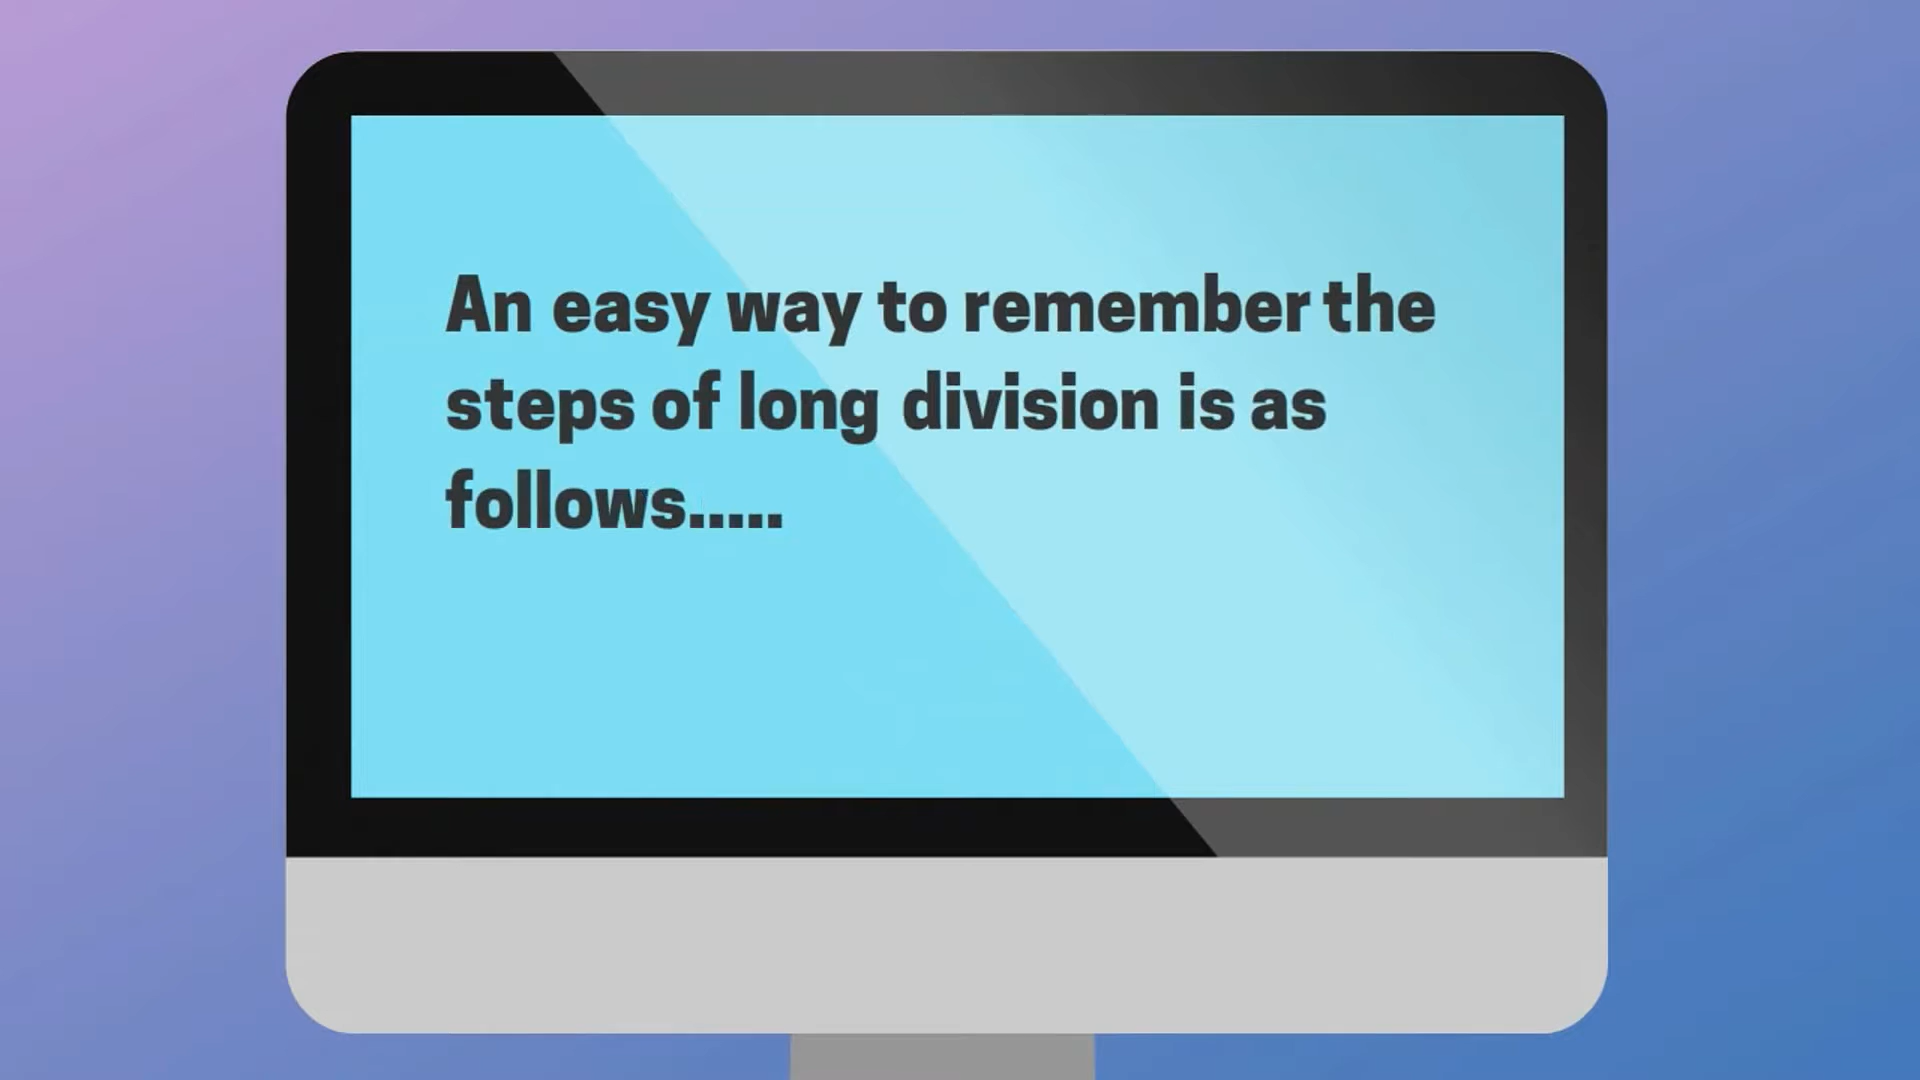 An easy way to remember the
steps of long division is as
follows.....